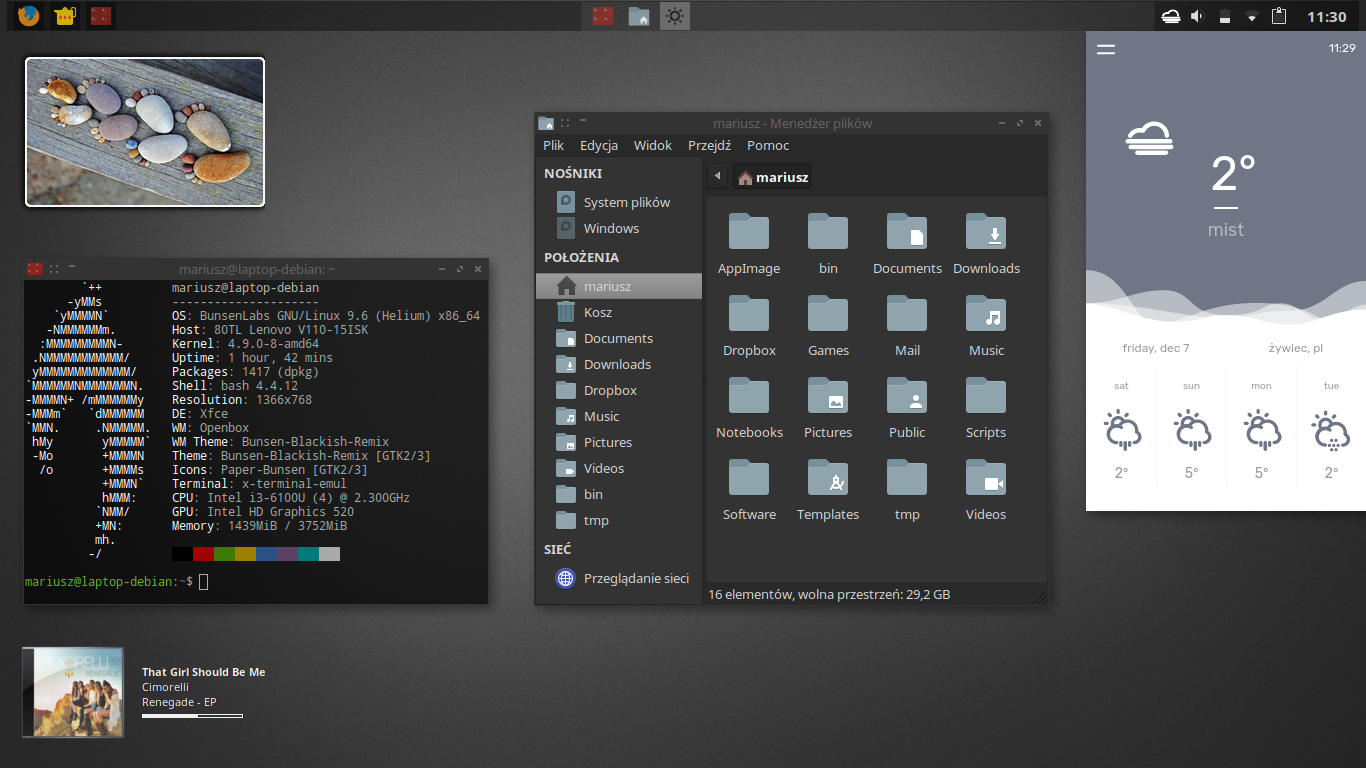 11:30
mariusz@laptop-debian: ~
`++
-yMMs
`yMMMMN`
-NMMMMMMm.
:MMMMMMMMMN-
.NMMMMMMMMMMM/
yMMMMMMMMMMMMM/
`MMMMMMNMMMMMMMN.
-MMMMN+ /mMMMMMMy
-MMMm` `dMMMMMM
`MMN. .NMMMMM.
hMy yMMMMM`
-Mo +MMMMN
/o +MMMMs
+MMMN`
hMMM:
`NMM/
+MN:
mh.
-/
mariusz@laptop-debian
---------------------
OS: BunsenLabs GNU/Linux 9.6 (Helium) x86_64
Host: 80TL Lenovo V110-15ISK
Kernel: 4.9.0-8-amd64
Uptime: 1 hour, 42 mins
Packages: 1417 (dpkg)
Shell: bash 4.4.12
Resolution: 1366x768
DE: Xfce
WM: Openbox
WM Theme: Bunsen-Blackish-Remix
Theme: Bunsen-Blackish-Remix [GTK2/3]
Icons: Paper-Bunsen [GTK2/3]
Terminal: x-terminal-emul
CPU: Intel i3-6100U (4) @ 2.300GHz
GPU: Intel HD Graphics 520
Memory: 1439MiB / 3752MiB
mariusz@laptop-debian:~$
mariusz - Menedżer plików
Plik Edycja Widok Przejdź Pomoc
NOŚNIKI
System plików
Windows
POŁOŻENIA
mariusz
Kosz
Documents
Downloads
Dropbox
Music
Pictures
Videos
bin
tmp
SIEĆ
Przeglądanie sieci
mariusz
AppImage bin Documents Downloads
Dropbox Games Mail Music
Notebooks Pictures Public Scripts
Software Templates tmp Videos
16 elementów, wolna przestrzeń: 29,2 GB
11:29
2°
mist
friday, dec 7 żywiec, pl
sat sun mon tue
2° 5° 5° 2°
CIMORELLI
RENEGADE
That Girl Should Be Me
Cimorelli
Renegade - EP